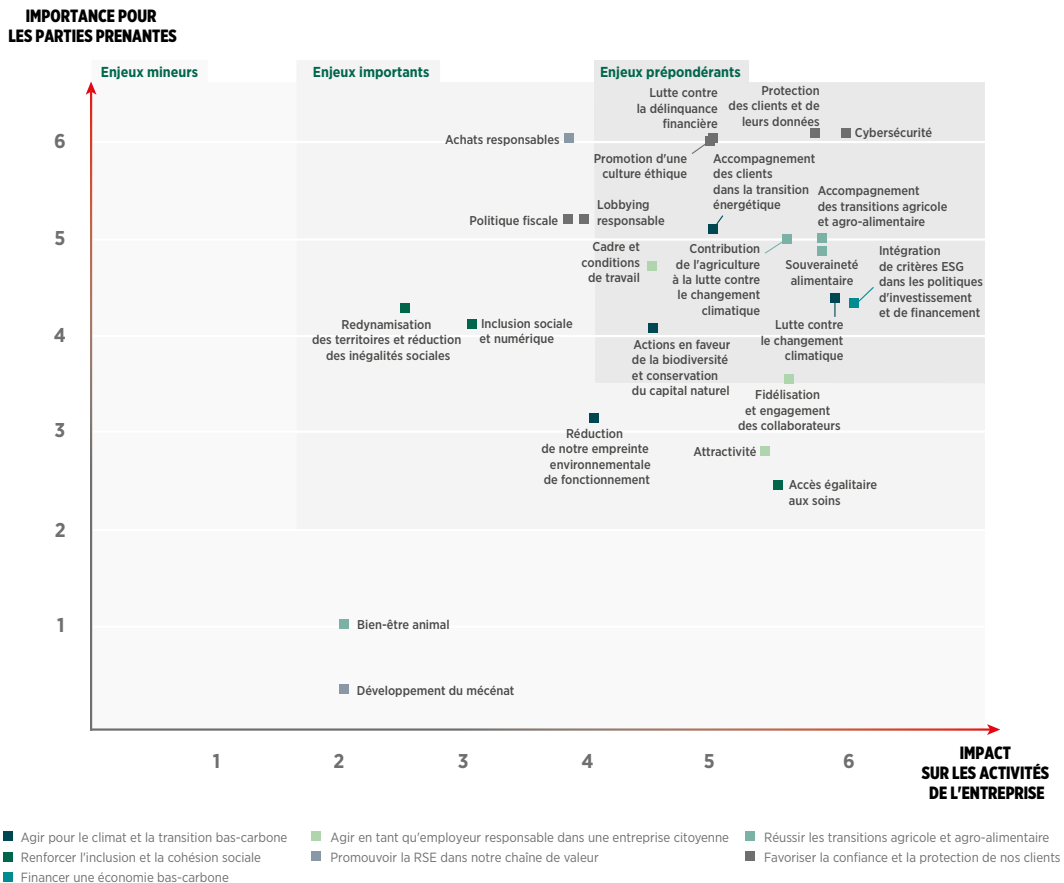 IMPORTANCE POUR
LES PARTIES PRENANTES
Enjeux mineurs
Enjeux importants
Enjeux prépondérants
6
5
4
3
2
1
Lutte contre
la délinquance
financière
Protection
des clients et de
leurs données
Cybersécurité
Achats responsables
Promotion d'une
culture éthique
Accompagnement
des clients
dans la transition
énergétique
Accompagnement
des transitions agricole
et agro-alimentaire
Politique fiscale
Lobbying
responsable
Cadre et
conditions
de travail
Contribution
de l'agriculture
à la lutte contre
le changement
climatique
Souveraineté
alimentaire
Intégration
de critères ESG
dans les politiques
d'investissement
et de financement
Redynamisation
des territoires et réduction
des inégalités sociales
Inclusion sociale
et numérique
Actions en faveur
de la biodiversité
et conservation
du capital naturel
Lutte contre
le changement
climatique
Fidélisation
et engagement
des collaborateurs
Réduction
de notre empreinte
environnementale
de fonctionnement
Attractivité
Accès égalitaire
aux soins
Bien-être animal
Développement du mécénat
1
2
3
4
5
6
IMPACT
SUR LES ACTIVITÉS
DE L'ENTREPRISE
Agir pour le climat et la transition bas-carbone
Renforcer l'inclusion et la cohésion sociale
Financer une économie bas-carbone
Agir en tant qu'employeur responsable dans une entreprise citoyenne
Promouvoir la RSE dans notre chaîne de valeur
Réussir les transitions agricole et agro-alimentaire
Favoriser la confiance et la protection de nos clients